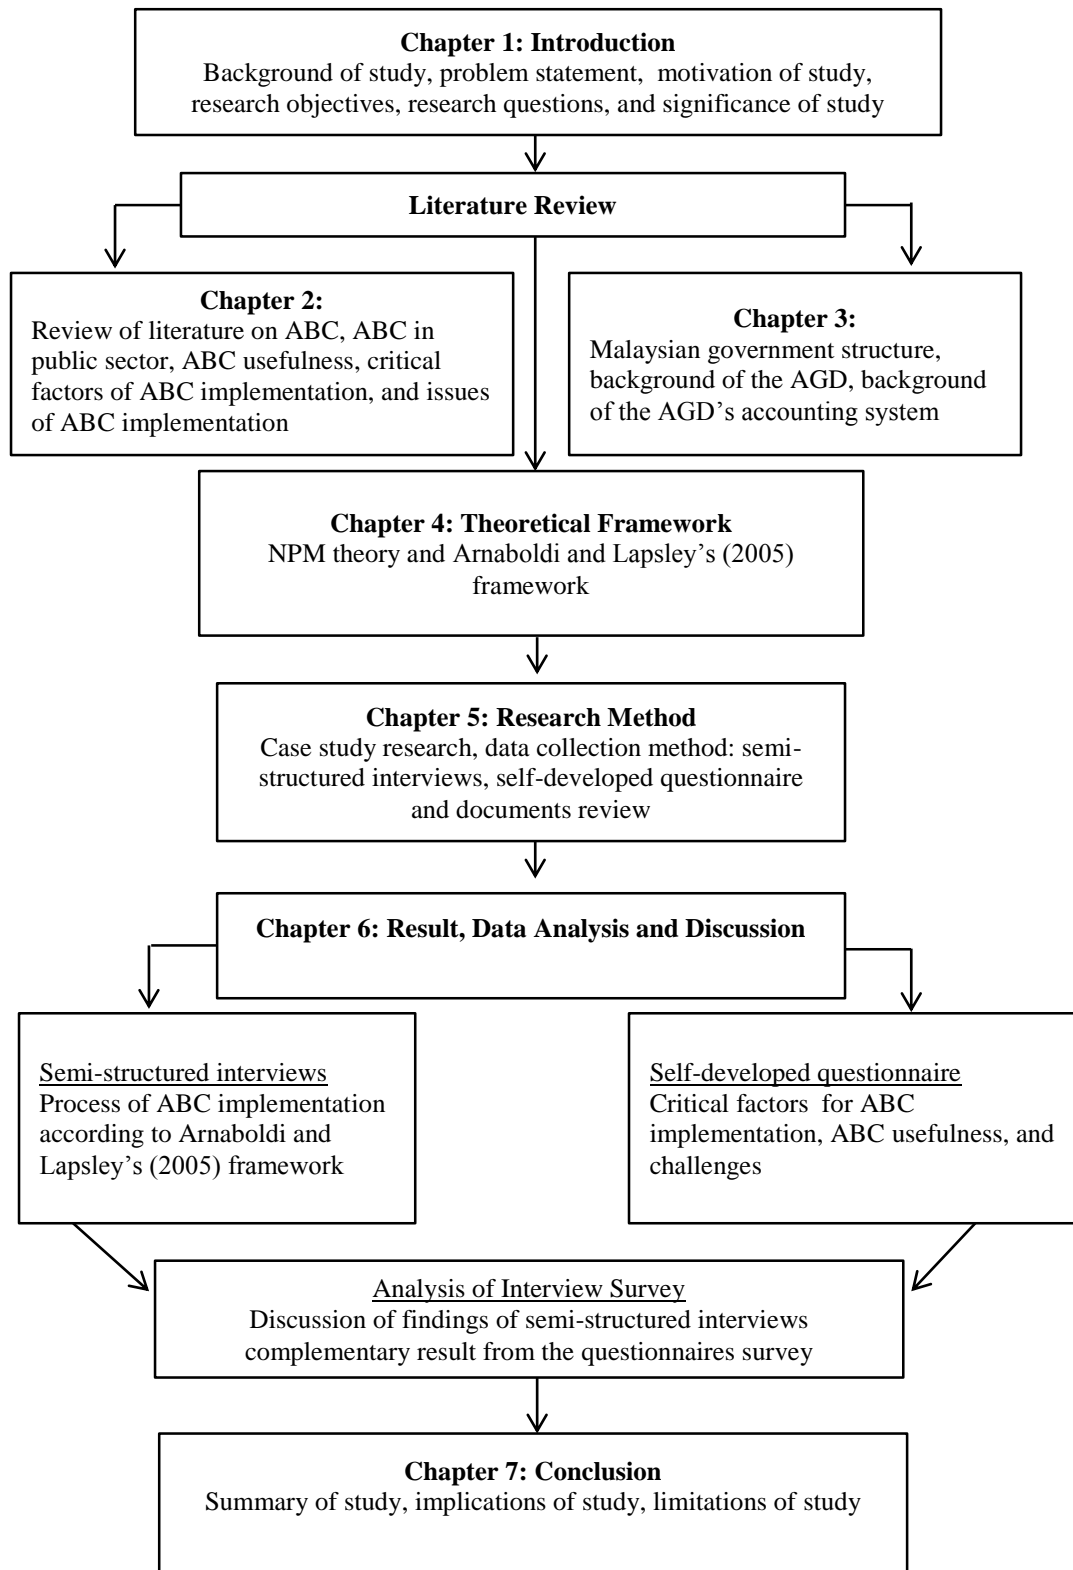 Chapter 1: Introduction
Background of study, problem statement, motivation of study,
research objectives, research questions, and significance of study
Literature Review
Chapter 2:
Review of literature on ABC, ABC in
public sector, ABC usefulness, critical
factors of ABC implementation, and issues
of ABC implementation
Chapter 3:
Malaysian government structure,
background of the AGD, background
of the AGD’s accounting system
Chapter 4: Theoretical Framework
NPM theory and Arnaboldi and Lapsley’s (2005)
framework
Chapter 5: Research Method
Case study research, data collection method: semi-
structured interviews, self-developed questionnaire
and documents review
Chapter 6: Result, Data Analysis and Discussion
Semi-structured interviews
Process of ABC implementation
according to Arnaboldi and
Lapsley’s (2005) framework
Self-developed questionnaire
Critical factors for ABC
implementation, ABC usefulness, and
challenges
Analysis of Interview Survey
Discussion of findings of semi-structured interviews
complementary result from the questionnaires survey
Chapter 7: Conclusion
Summary of study, implications of study, limitations of study